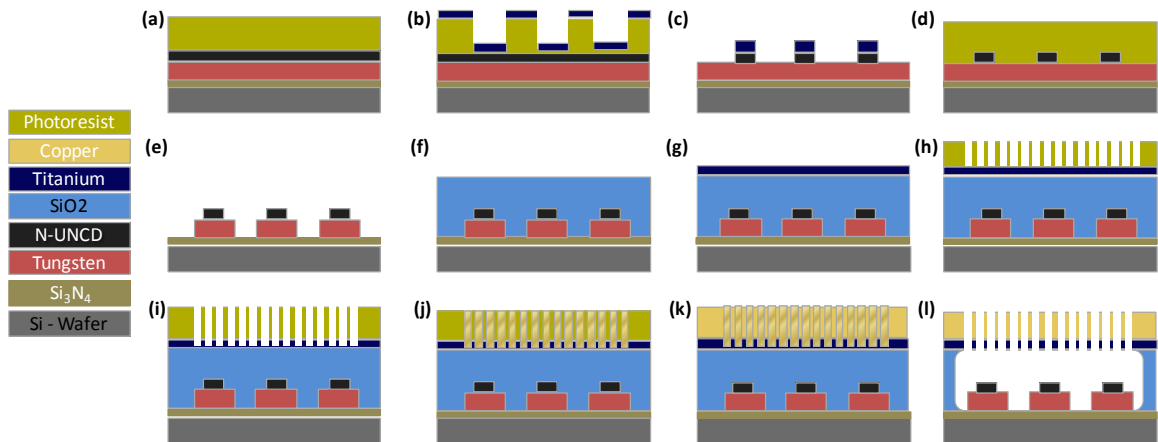 (a)
(b)
(c)
(d)
Photoresist
Copper
Titanium
SiO2
N-UNCD
Tungsten
Si₃N₄
Si - Wafer
(e)
(f)
(g)
(h)
(i)
(j)
(k)
(l)